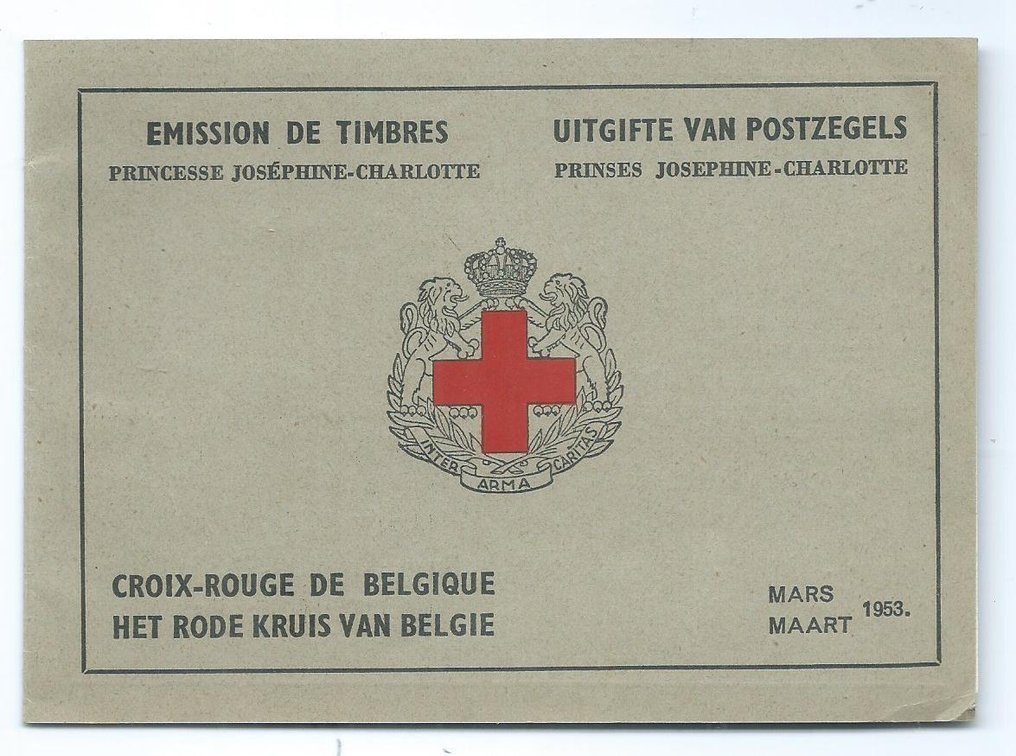 EMISSION DE TIMBRES
PRINCESSE JOSÉPHINE-CHARLOTTE
UITGIFTE VAN POSTZEGELS
PRINSES JOSEPHINE-CHARLOTTE
INTER ARMA CARITAS
CROIX-ROUGE DE BELGIQUE
HET RODE KRUIS VAN BELGIE
MARS
MAART
1953.